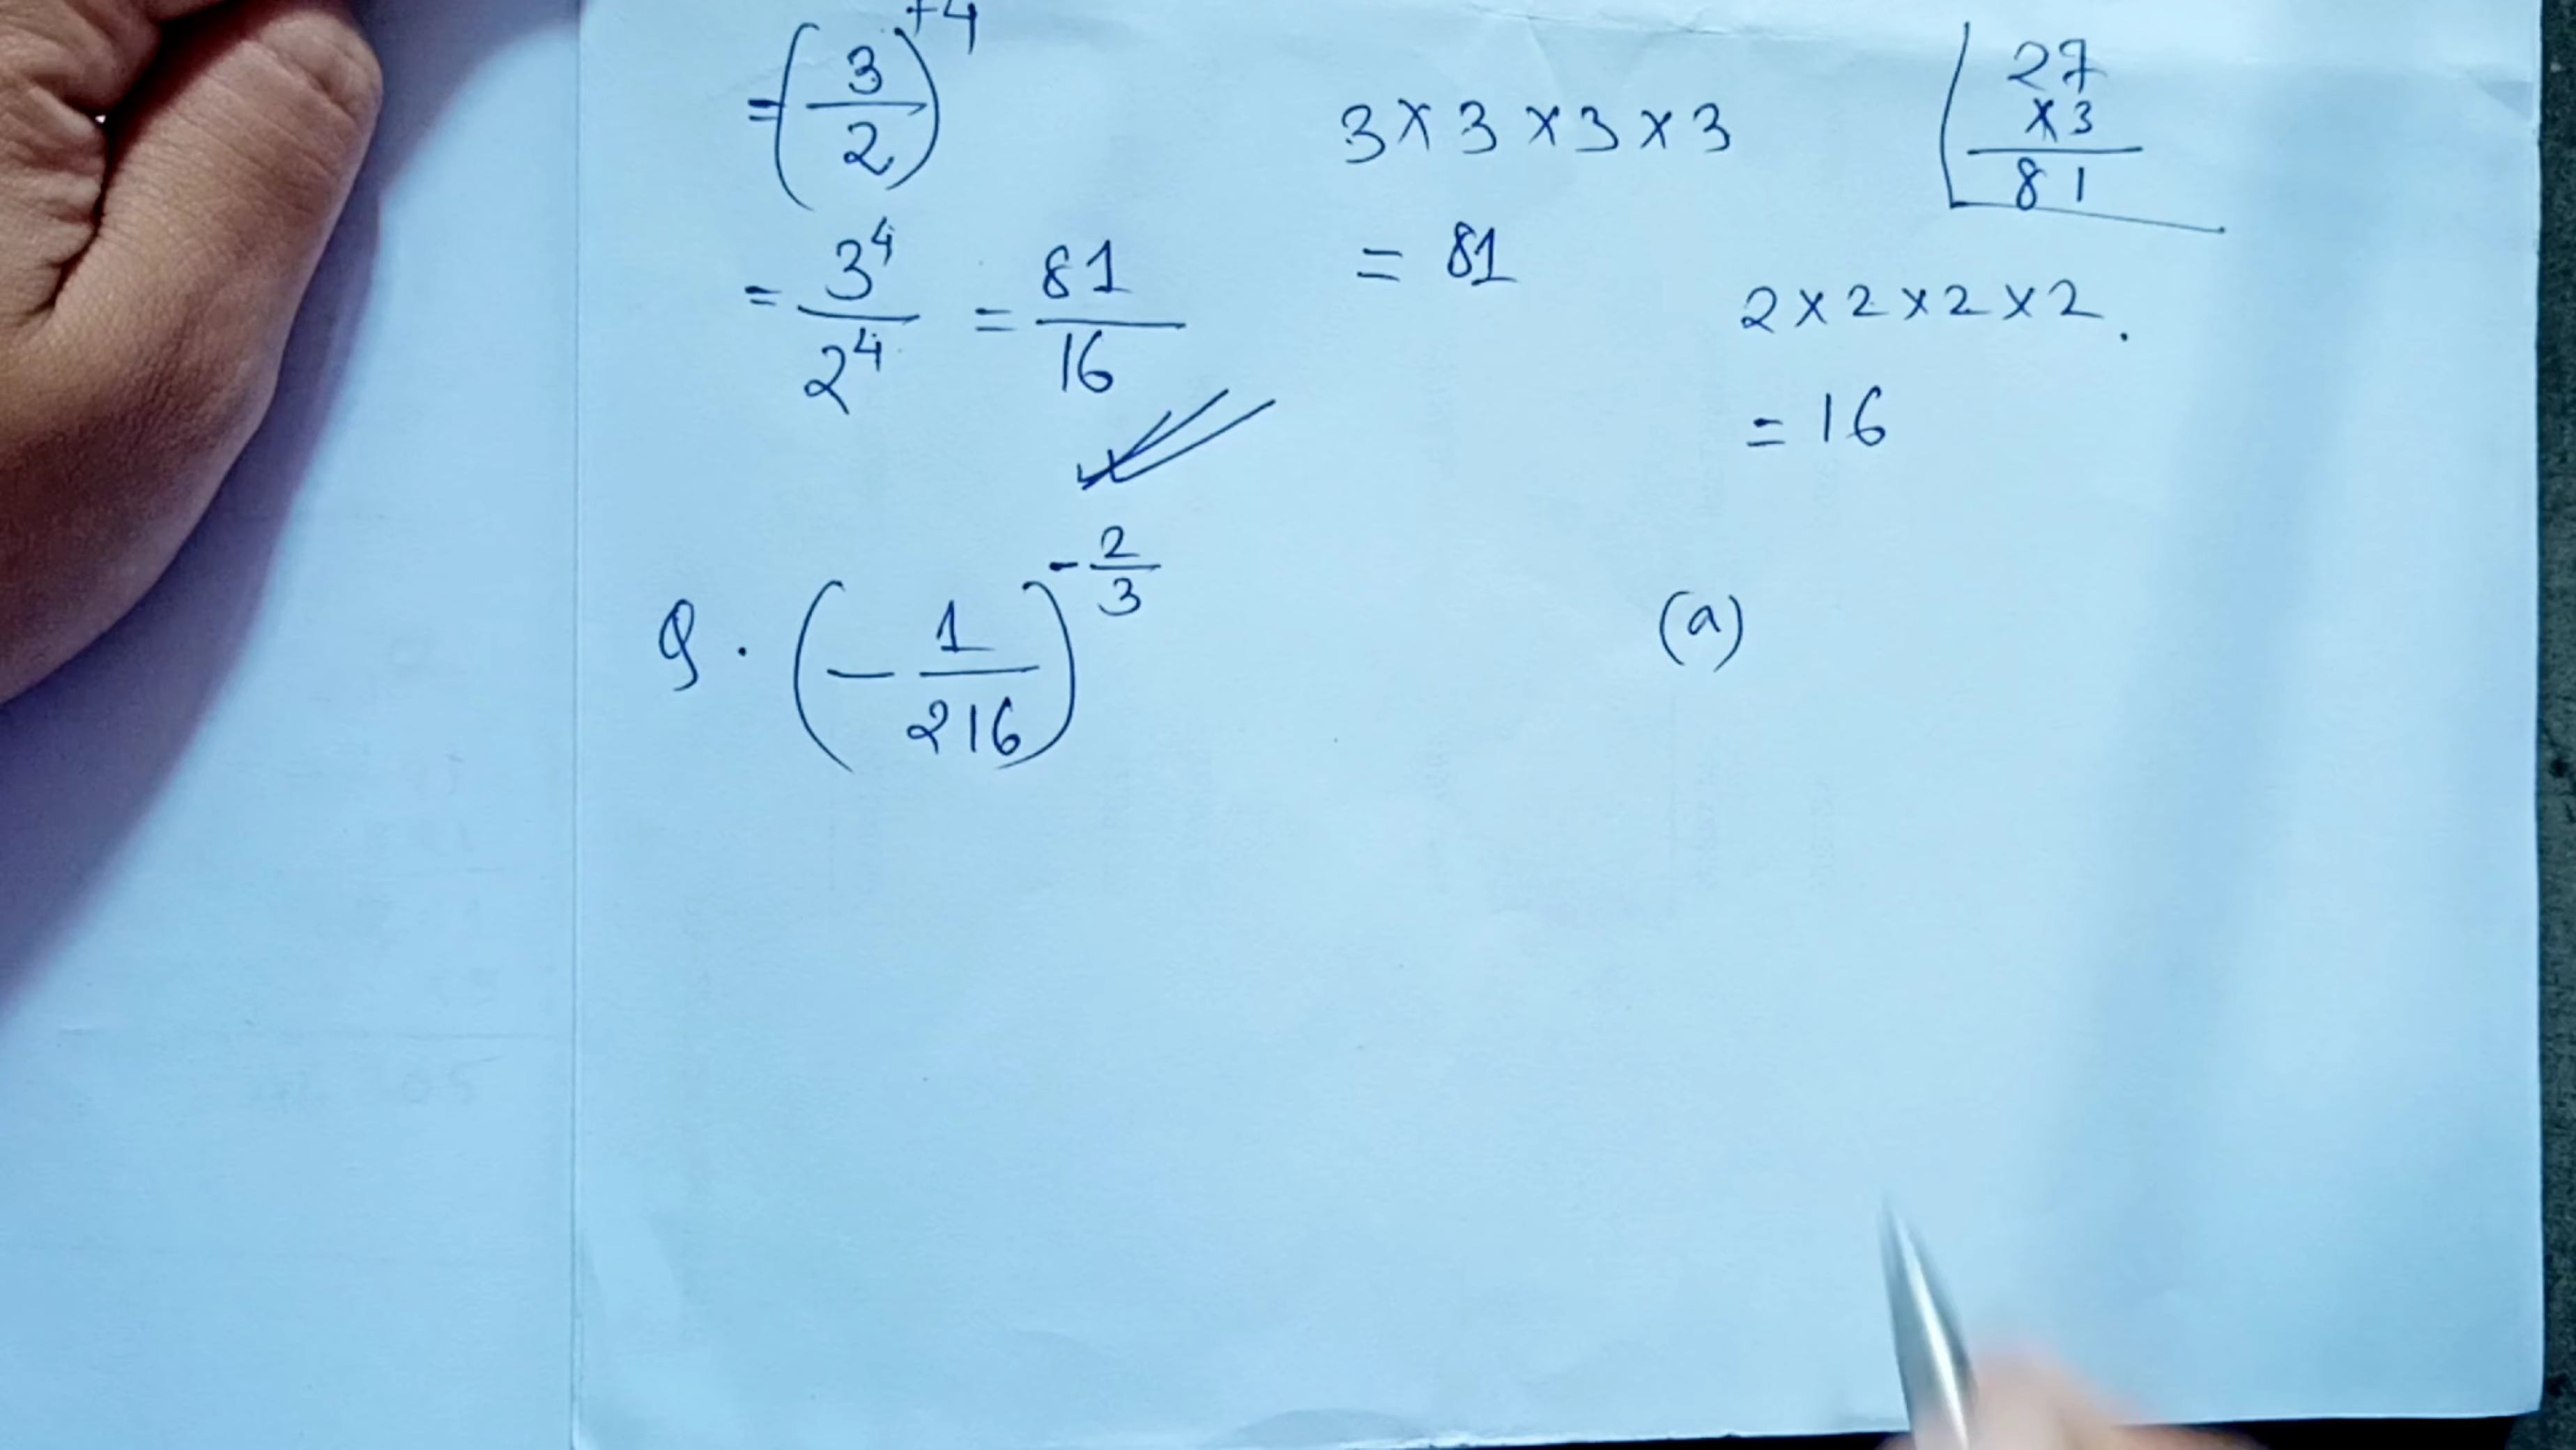 = (3/2)^+4
3 × 3 × 3 × 3
27
×3
81
= 3^4/2^4 = 81/16
= 81
2 × 2 × 2 × 2.
= 16
Q. (- 1/216)^-2/3
(a)